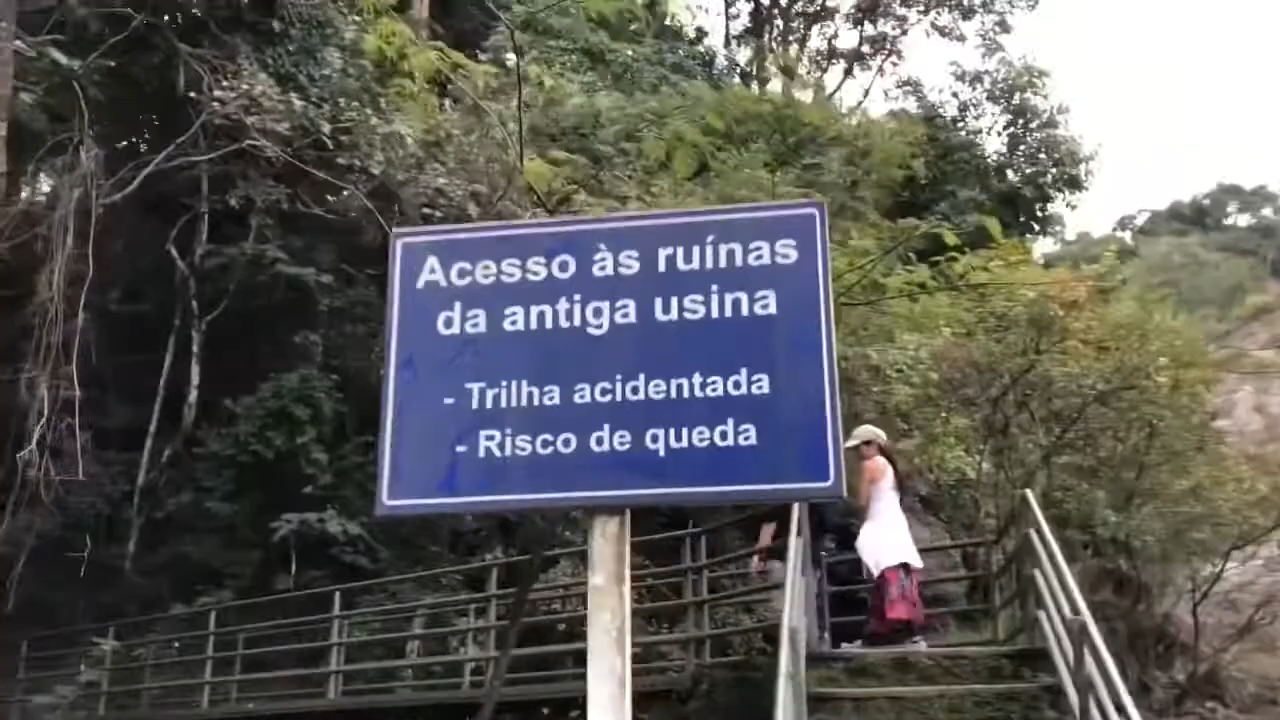 Acesso às ruínas
da antiga usina
- Trilha acidentada
- Risco de queda